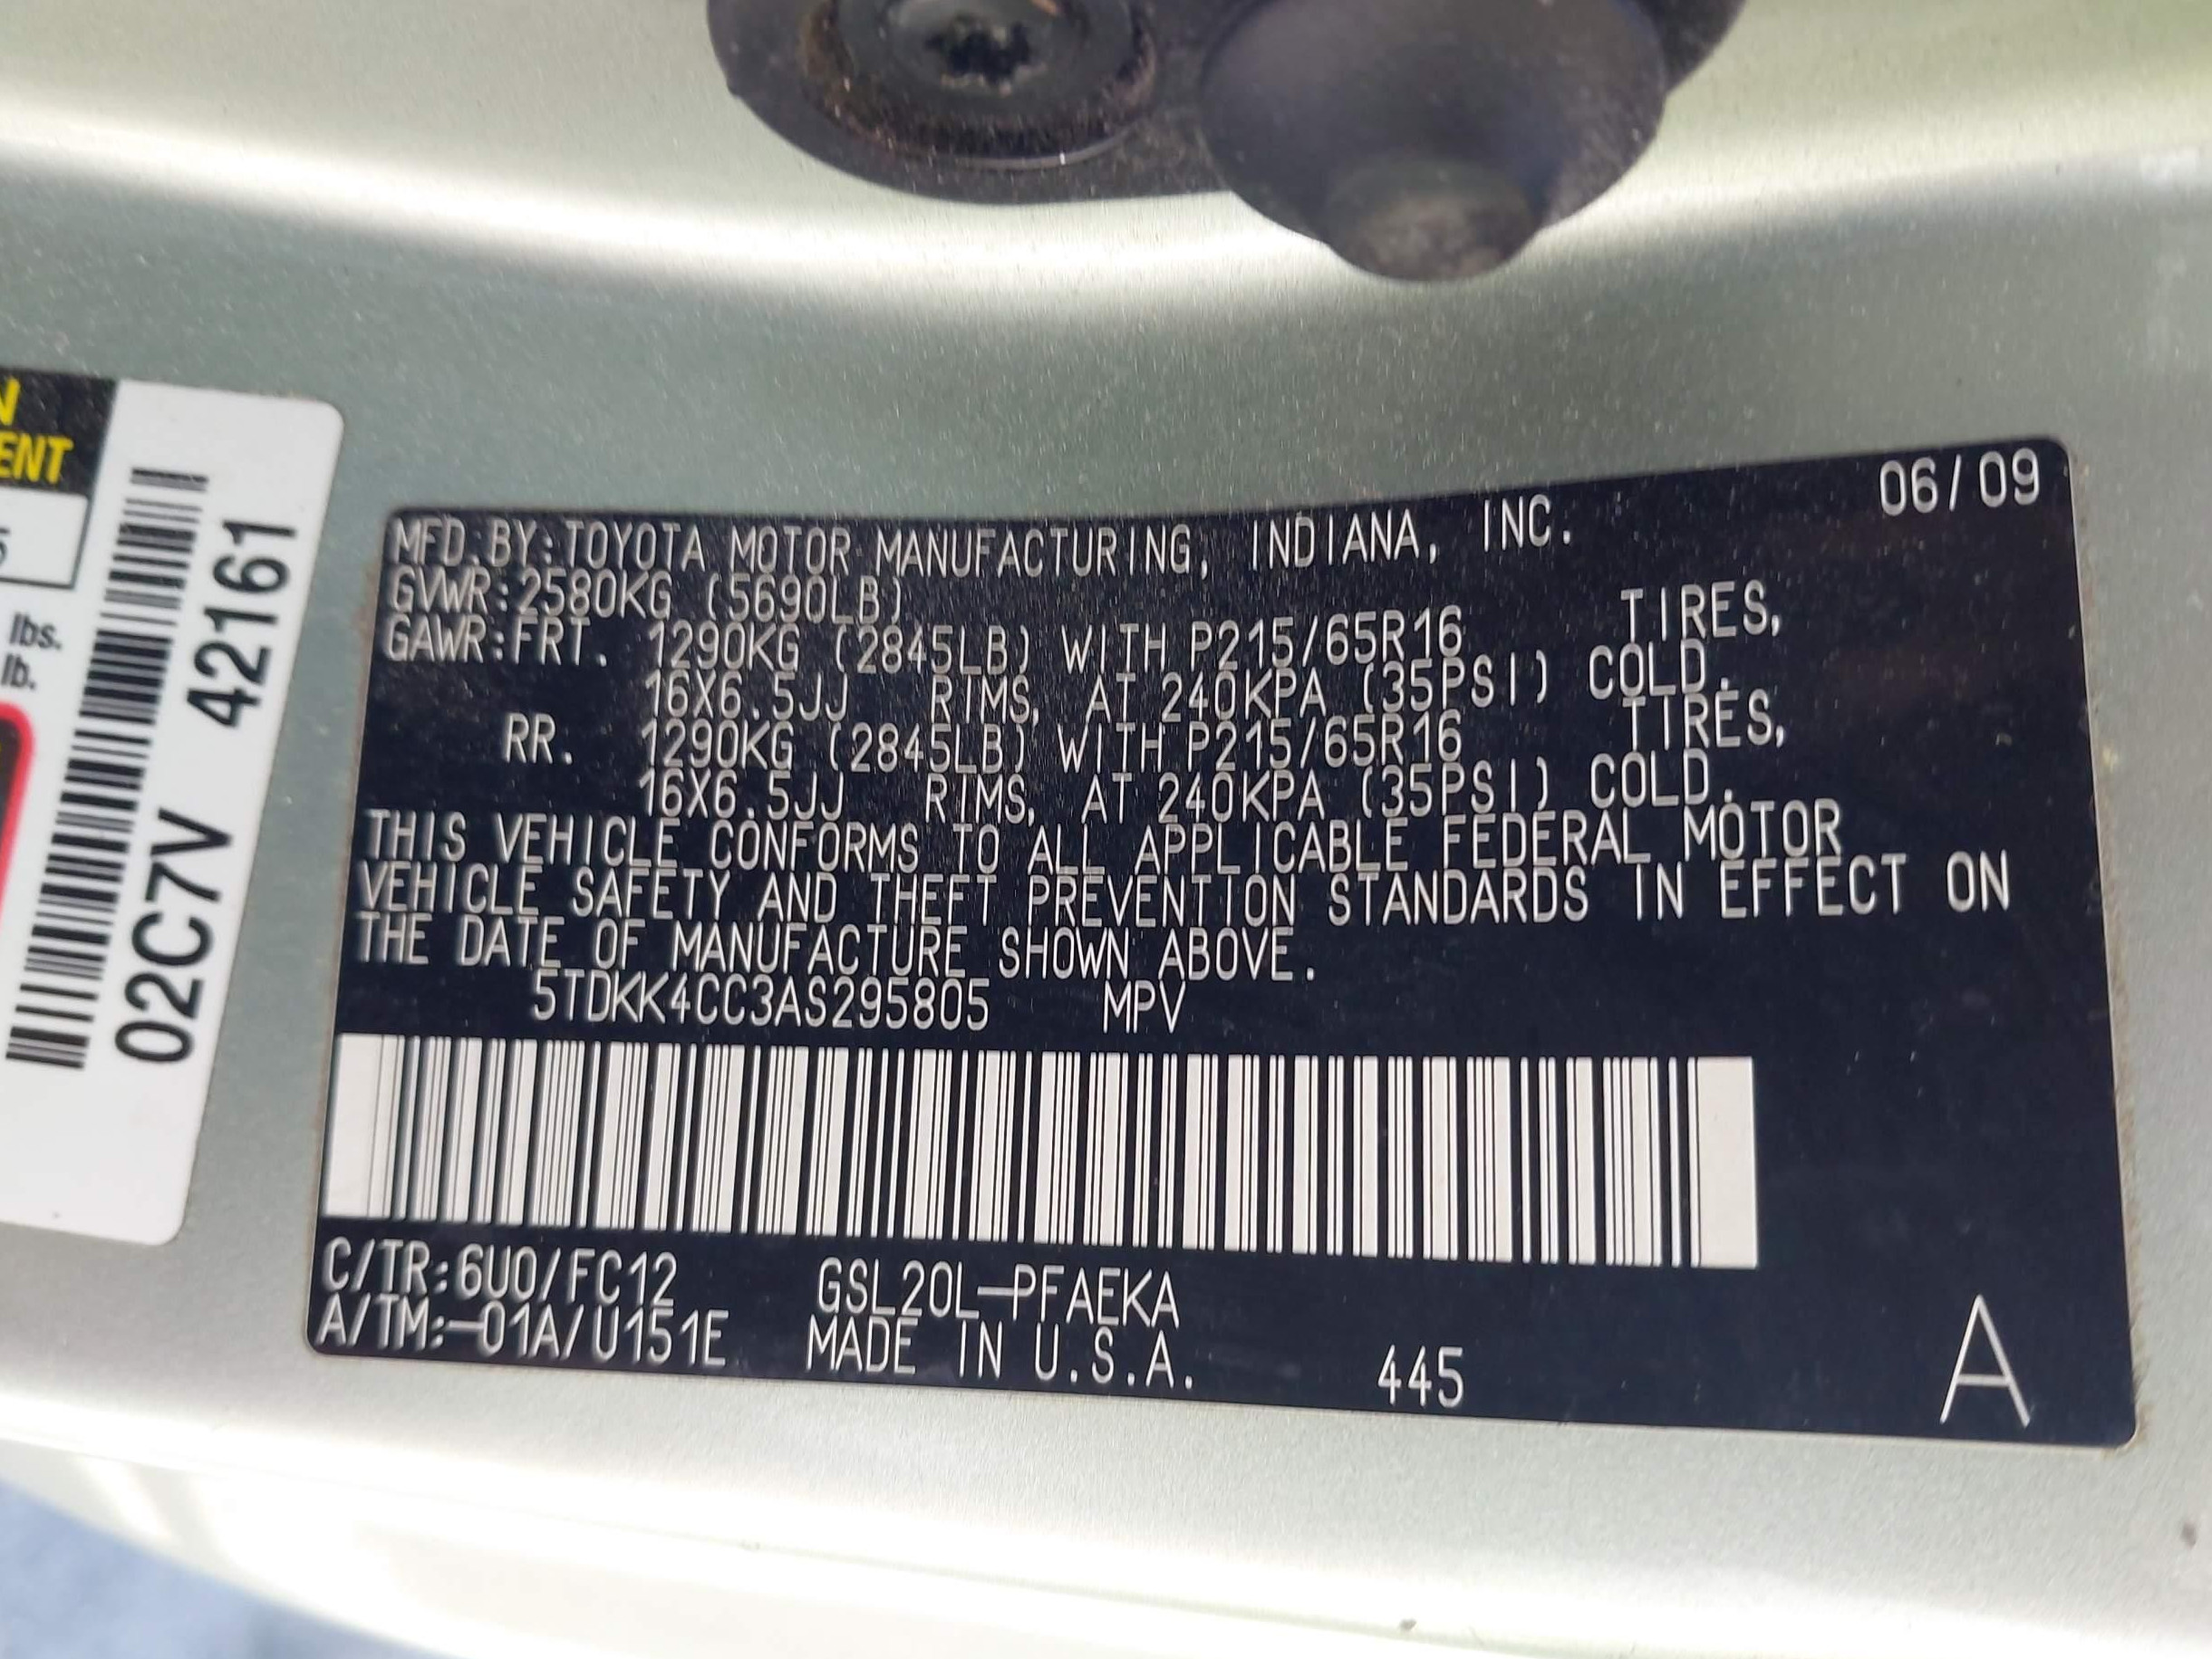 N
ENT
5
lbs.
lb.
02C7V 42161
06/09
MFD.BY:TOYOTA MOTOR MANUFACTURING, INDIANA, INC.
GVWR:2580KG (5690LB)
GAWR:FRT. 1290KG (2845LB) WITH P215/65R16 TIRES,
16X6.5JJ RIMS, AT 240KPA (35PSI) COLD.
RR. 1290KG (2845LB) WITH P215/65R16 TIRES,
16X6.5JJ RIMS, AT 240KPA (35PSI) COLD.
THIS VEHICLE CONFORMS TO ALL APPLICABLE FEDERAL MOTOR
VEHICLE SAFETY AND THEFT PREVENTION STANDARDS IN EFFECT ON
THE DATE OF MANUFACTURE SHOWN ABOVE.
5TDKK4CC3AS295805 MPV
C/TR:6U0/FC12 GSL20L-PFAEKA
A/TM:-01A/U151E MADE IN U.S.A. 445
A